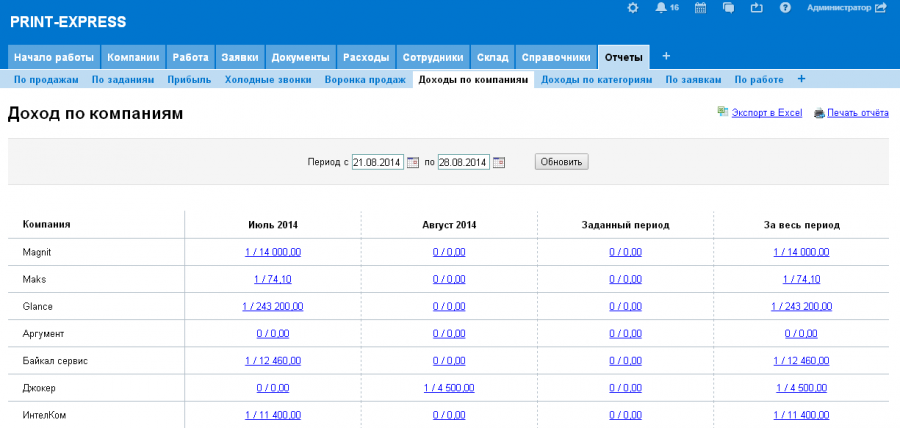 16 Администратор
PRINT-EXPRESS
Начало работы Компании Работа Заявки Документы Расходы Сотрудники Склад Справочники Отчеты +
По продажам По заданиям Прибыль Холодные звонки Воронка продаж Доходы по компаниям Доходы по категориям По заявкам По работе +
Доход по компаниям Экспорт в Excel Печать отчёта
Период с 21.08.2014 по 28.08.2014 Обновить
Компания Июль 2014 Август 2014 Заданный период За весь период
Magnit 1 / 14 000,00 0 / 0,00 0 / 0,00 1 / 14 000,00
Maks 1 / 74,10 0 / 0,00 0 / 0,00 1 / 74,10
Glance 1 / 243 200,00 0 / 0,00 0 / 0,00 1 / 243 200,00
Аргумент 0 / 0,00 0 / 0,00 0 / 0,00 0 / 0,00
Байкал сервис 1 / 12 460,00 0 / 0,00 0 / 0,00 1 / 12 460,00
Джокер 0 / 0,00 1 / 4 500,00 0 / 0,00 1 / 4 500,00
ИнтелКом 1 / 11 400,00 0 / 0,00 0 / 0,00 1 / 11 400,00